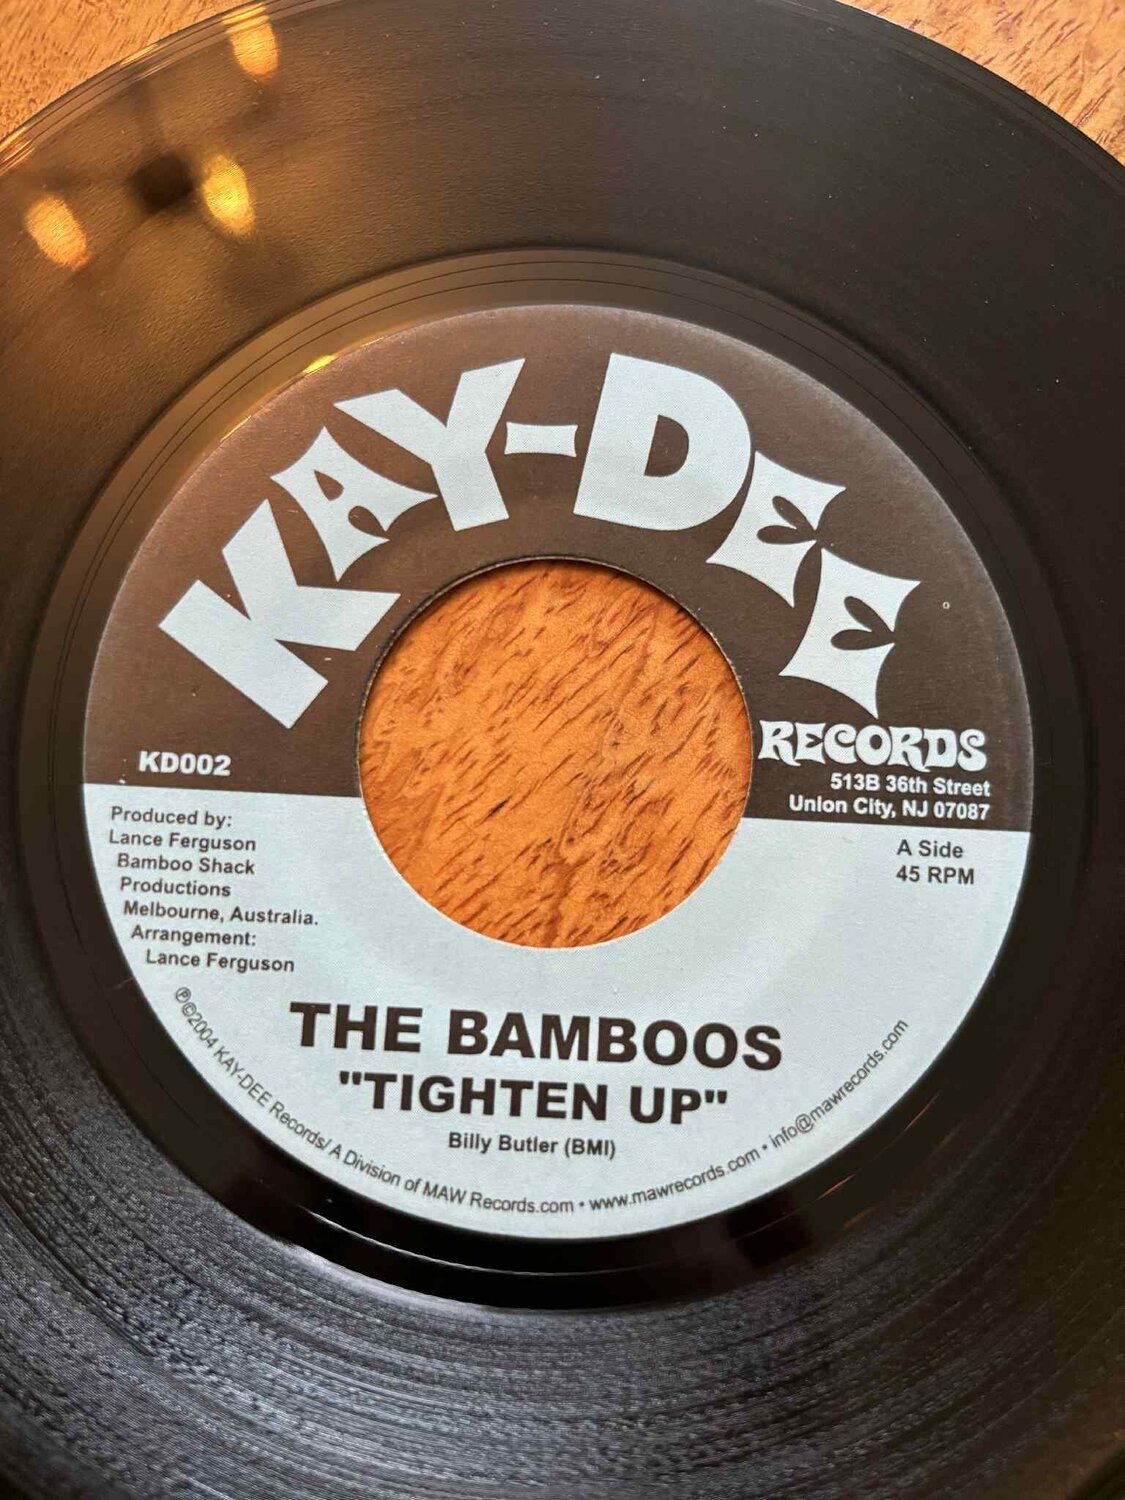 KAY-DEE
RECORDS
513B 36th Street
Union City, NJ 07087
KD002
Produced by:
Lance Ferguson
Bamboo Shack
Productions
Melbourne, Australia.
Arrangement:
Lance Ferguson
A Side
45 RPM
THE BAMBOOS
"TIGHTEN UP"
Billy Butler (BMI)
℗©2004 KAY-DEE Records/ A Division of MAW Records.com • www.mawrecords.com • info@mawrecords.com